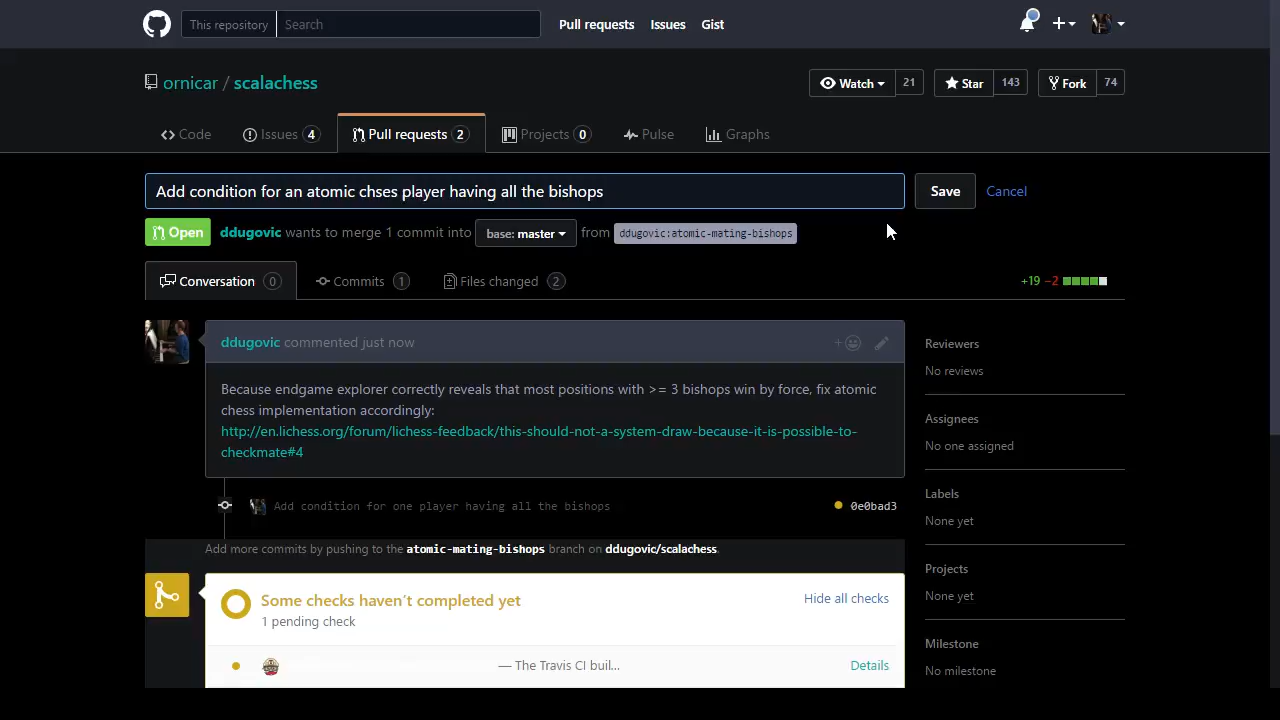 This repository Search Pull requests Issues Gist
ornicar / scalachess Watch 21 Star 143 Fork 74
Code Issues 4 Pull requests 2 Projects 0 Pulse Graphs
Add condition for an atomic chses player having all the bishops Save Cancel
Open ddugovic wants to merge 1 commit into base: master from ddugovic:atomic-mating-bishops
Conversation 0 Commits 1 Files changed 2 +19 −2
ddugovic commented just now
Because endgame explorer correctly reveals that most positions with >= 3 bishops win by force, fix atomic
chess implementation accordingly:
http://en.lichess.org/forum/lichess-feedback/this-should-not-a-system-draw-because-it-is-possible-to-
checkmate#4
Add condition for one player having all the bishops 0e0bad3
Add more commits by pushing to the atomic-mating-bishops branch on ddugovic/scalachess.
Some checks haven't completed yet Hide all checks
1 pending check
— The Travis CI buil... Details
Reviewers
No reviews
Assignees
No one assigned
Labels
None yet
Projects
None yet
Milestone
No milestone